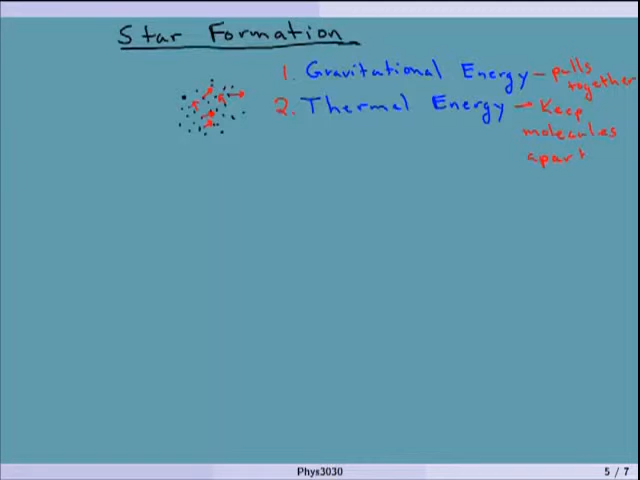 Star Formation
1. Gravitational Energy – pulls together
2. Thermal Energy → Keep molecules apart
Phys3030
5 / 7